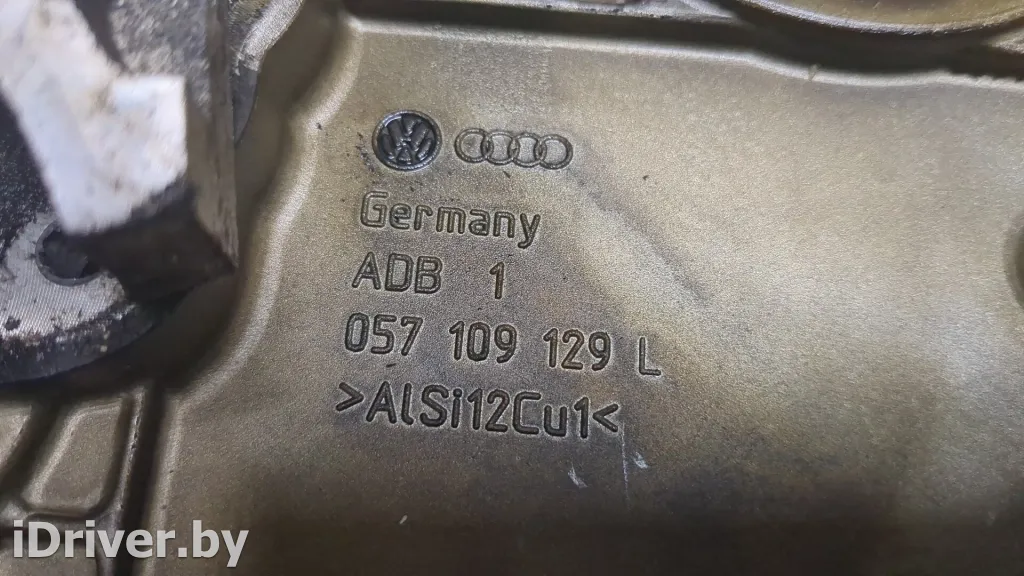 Germany
ADB 1
057 109 129 L
>AlSi12Cu1<
iDriver.by